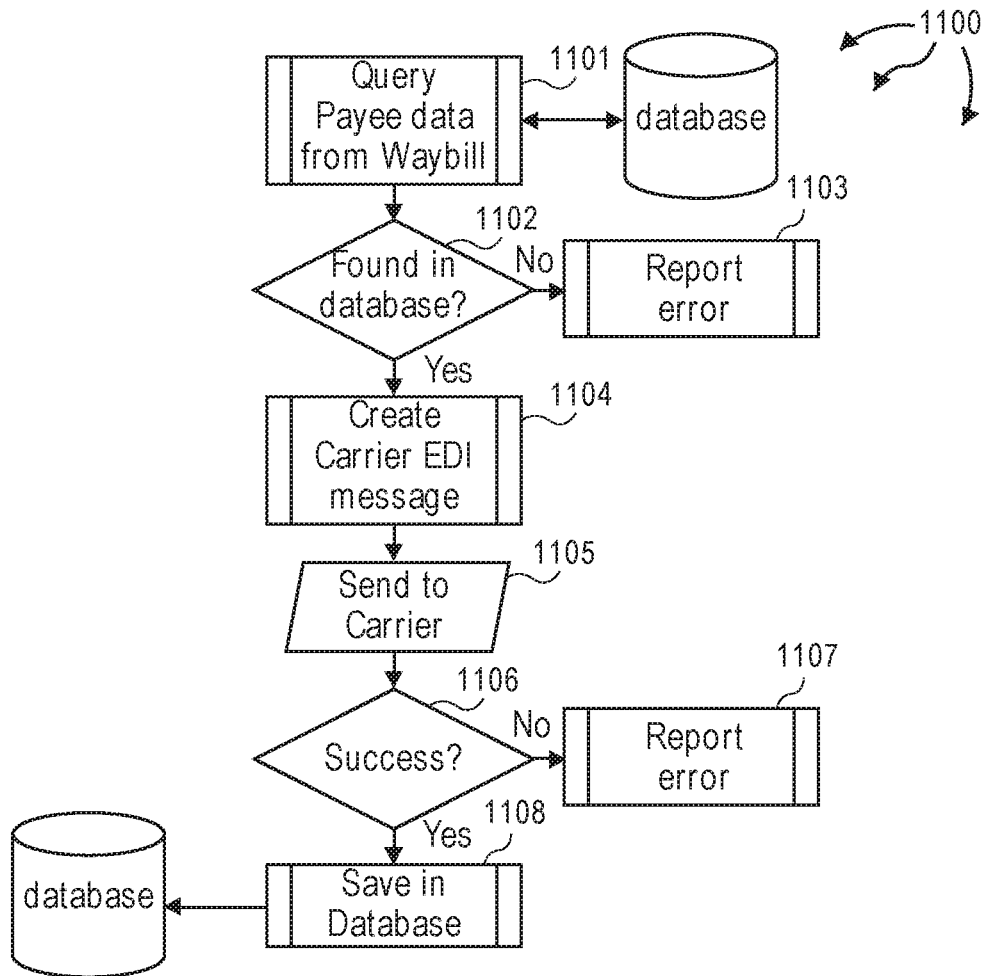 1100
1101
Query
Payee data
from Waybill
database
1102
1103
Found in
database?
No
Report
error
Yes
1104
Create
Carrier EDI
message
1105
Send to
Carrier
1106
1107
Success?
No
Report
error
Yes
1108
Save in
Database
database